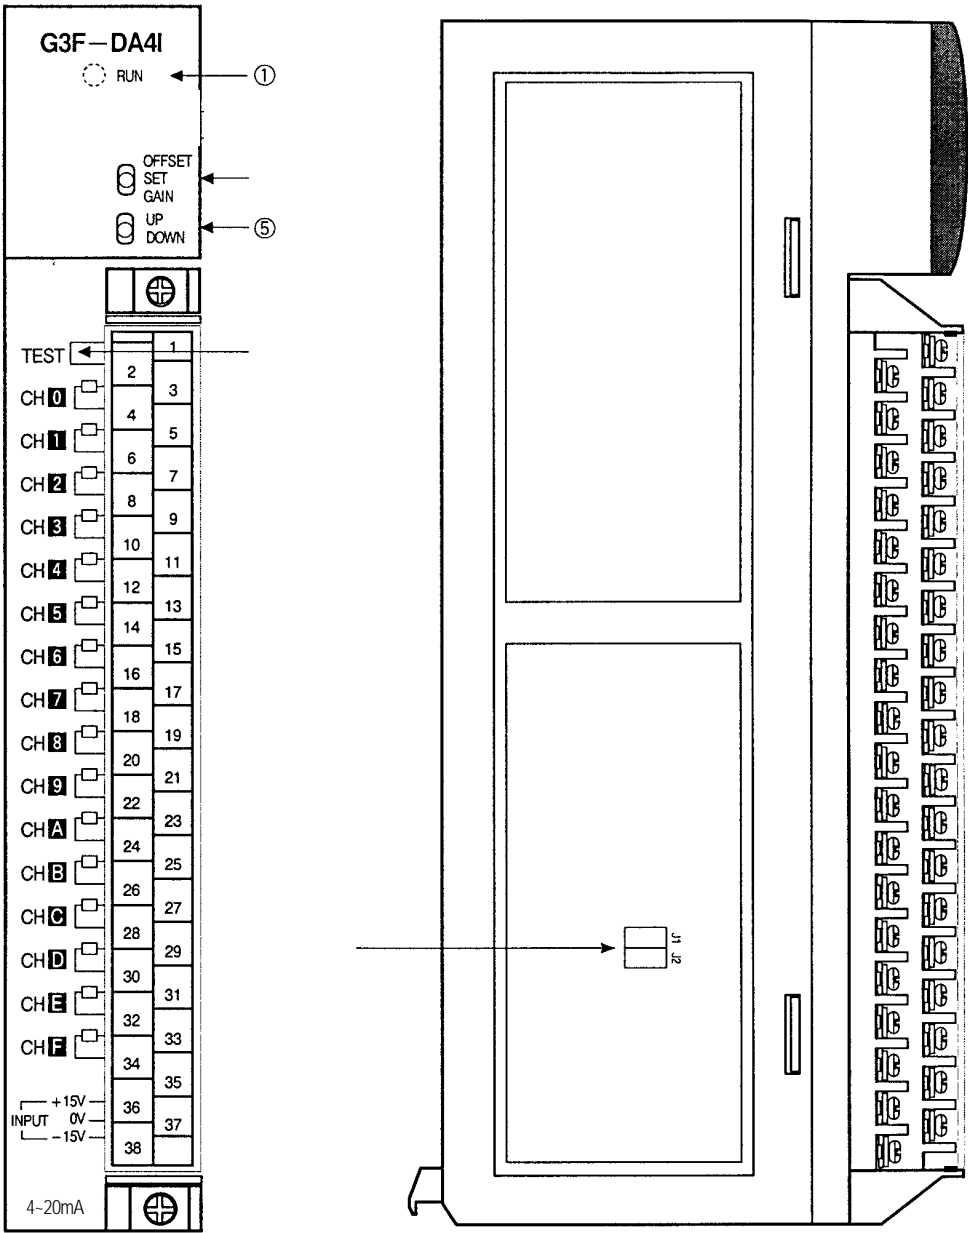 G3F-DA4I
RUN
①
OFFSET
SET
GAIN
UP
DOWN
⑤
TEST
1
2
CH 0
3
4
CH 1
5
6
CH 2
7
8
CH 3
9
10
CH 4
11
12
CH 5
13
14
CH 6
15
16
CH 7
17
18
CH 8
19
20
CH 9
21
22
CH A
23
24
CH B
25
26
CH C
27
28
CH D
29
30
CH E
31
32
CH F
33
34
35
INPUT
+15V
36
0V
37
-15V
38
4~20mA
J1
J2